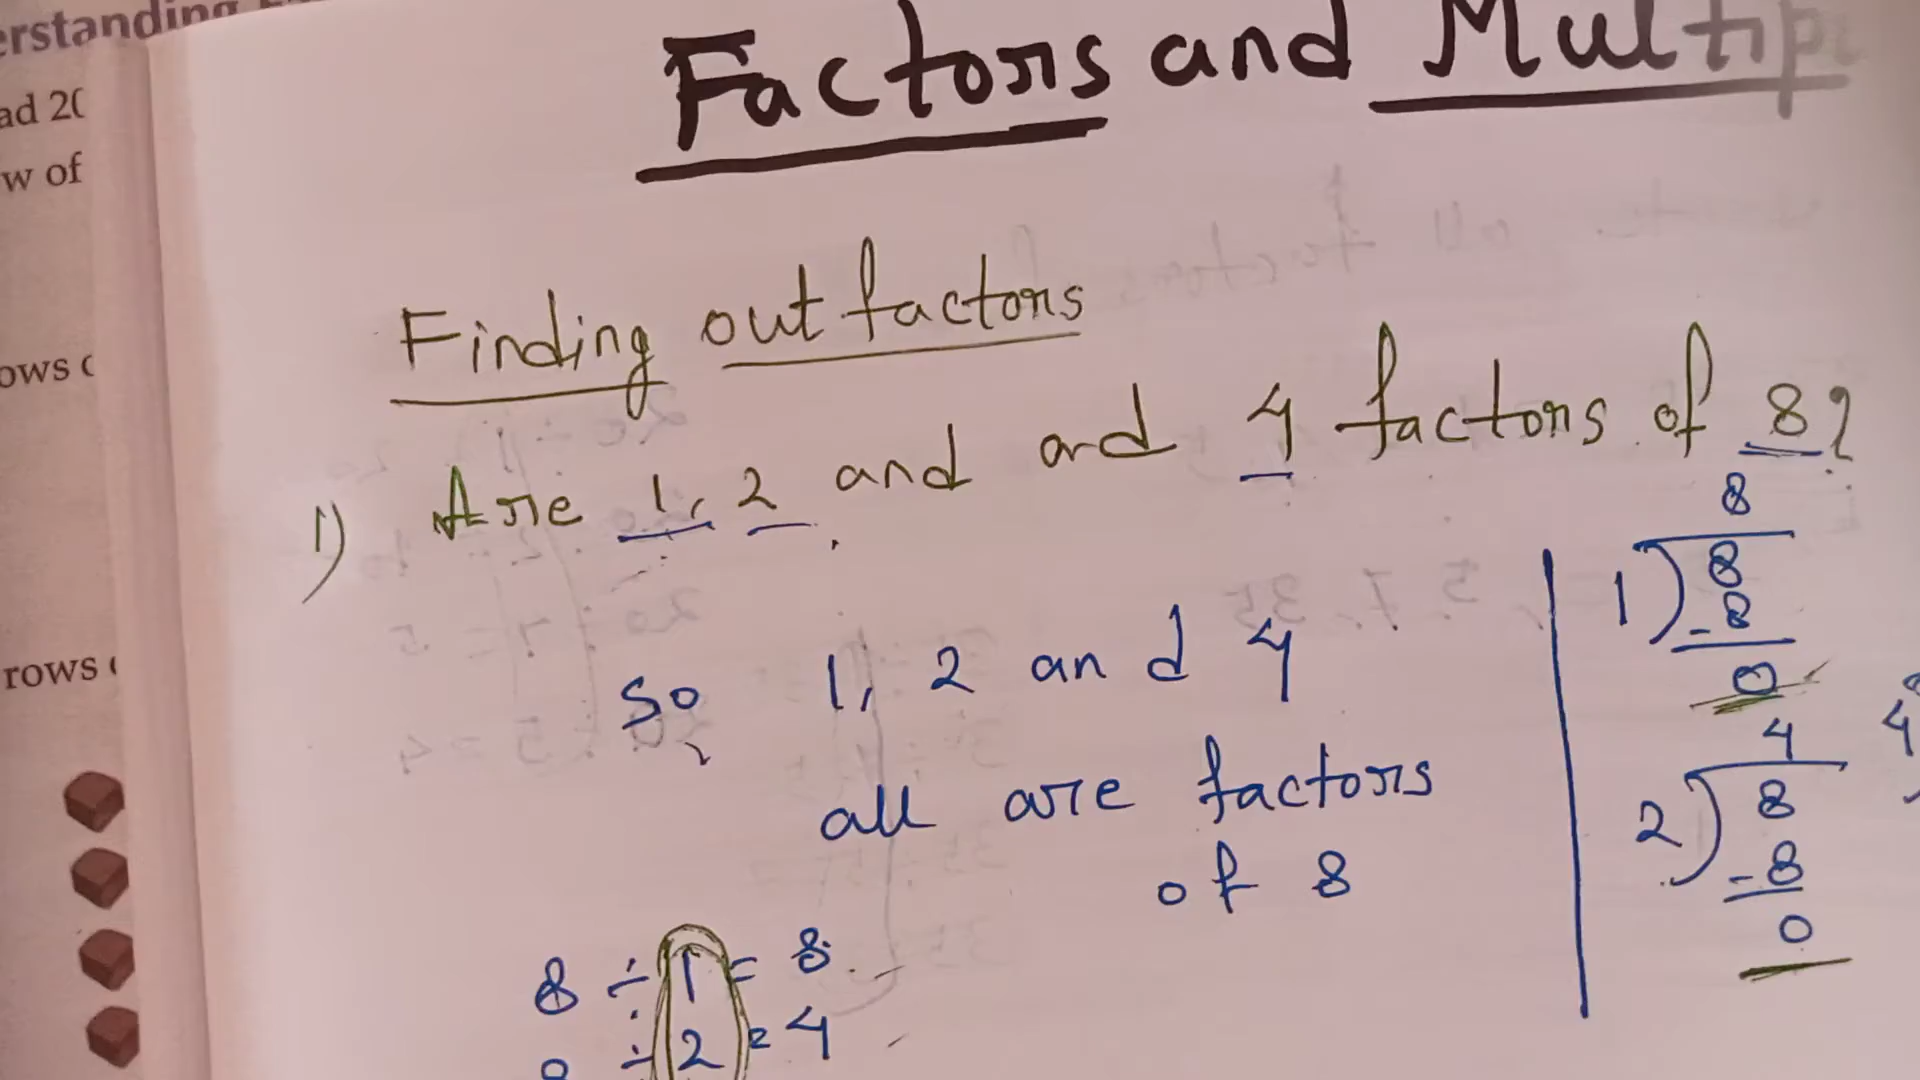 ad 20
w of
ows
rows
Factors and
Finding out factors
1) Are 1, 2 and and 4 factors of 8?
So 1, 2 and 4
all are factors
of 8
8 ÷ 1 = 8
8 ÷ 2 = 4
8
1) 8
- 8
0
4
2) 8
- 8
0
4